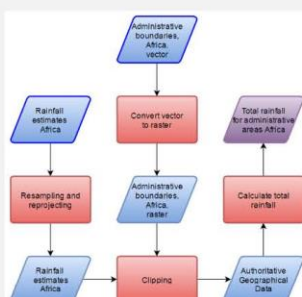 Administrative
boundaries,
Africa,
vector
Rainfall
estimates
Africa
Convert vector
to raster
Total rainfall
for administrative
areas Africa
Resampling and
reprojecting
Administrative
boundaries,
Africa,
raster
Calculate total
rainfall
Rainfall
estimates
Africa
Clipping
Authoritative
Geographical
Data